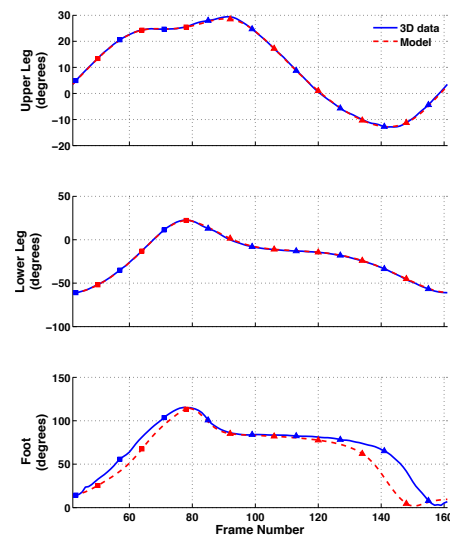 30
20
10
0
−10
−20
Upper Leg
(degrees)
3D data
Model
50
0
−50
−100
Lower Leg
(degrees)
150
100
50
0
Foot
(degrees)
60 80 100 120 140 160
Frame Number